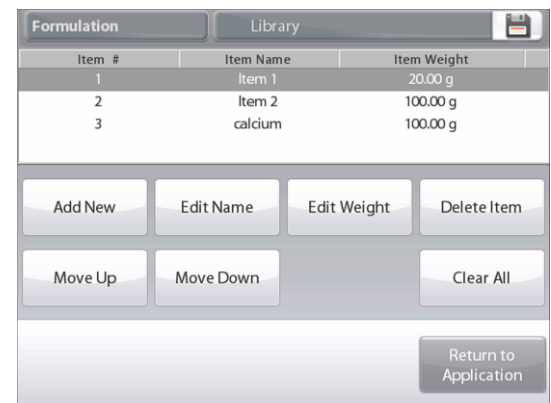 Formulation Library
Item # Item Name Item Weight
1 Item 1 20.00 g
2 Item 2 100.00 g
3 calcium 100.00 g
Add New Edit Name Edit Weight Delete Item
Move Up Move Down Clear All
Return to
Application